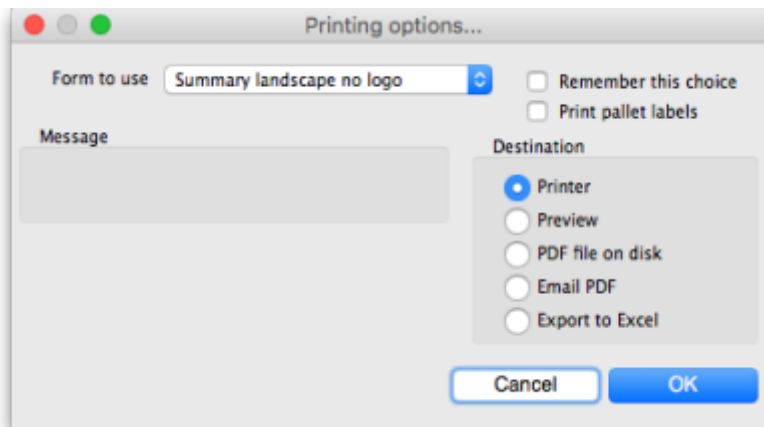 Printing options...
Form to use Summary landscape no logo
Remember this choice
Print pallet labels
Message
Destination
Printer
Preview
PDF file on disk
Email PDF
Export to Excel
Cancel OK